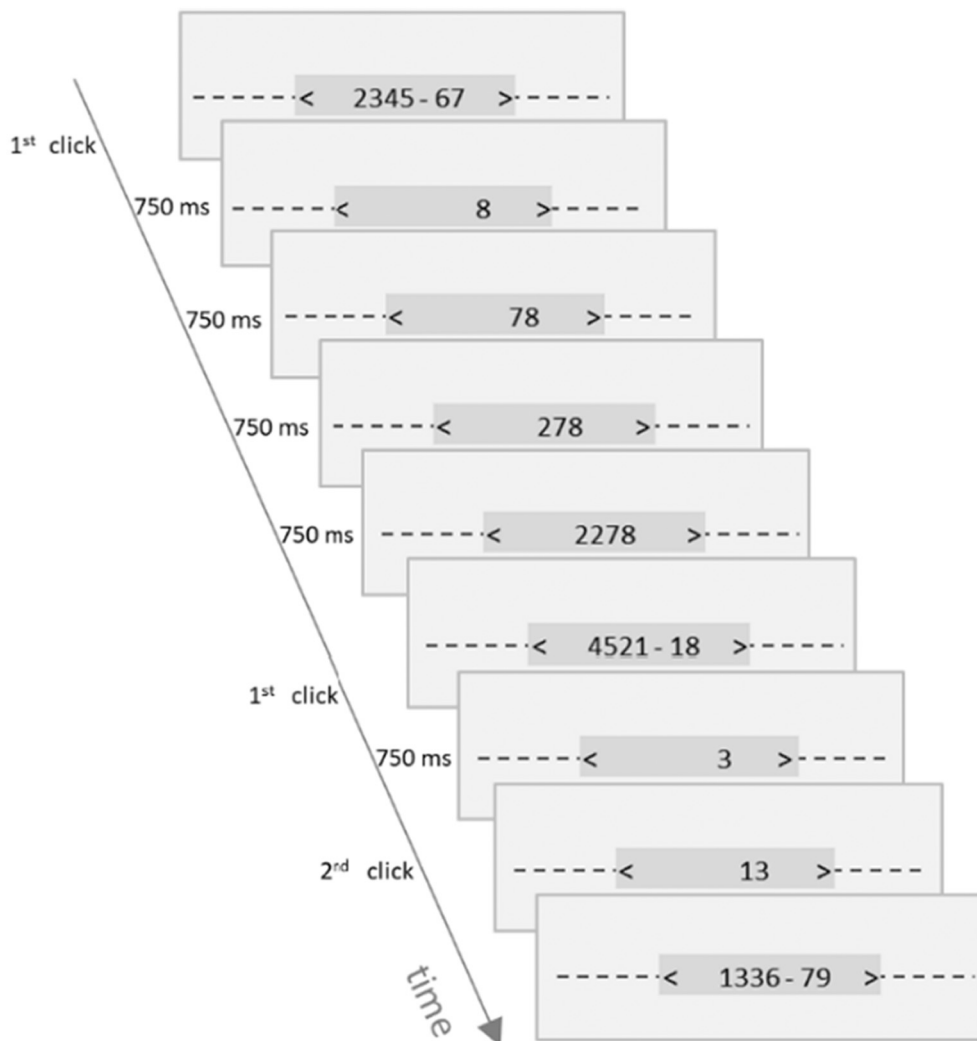 < 2345 - 67 >
1st click
750 ms < 8 >
750 ms < 78 >
750 ms < 278 >
750 ms < 2278 >
< 4521 - 18 >
1st click
750 ms < 3 >
2nd click < 13 >
< 1336 - 79 >
time